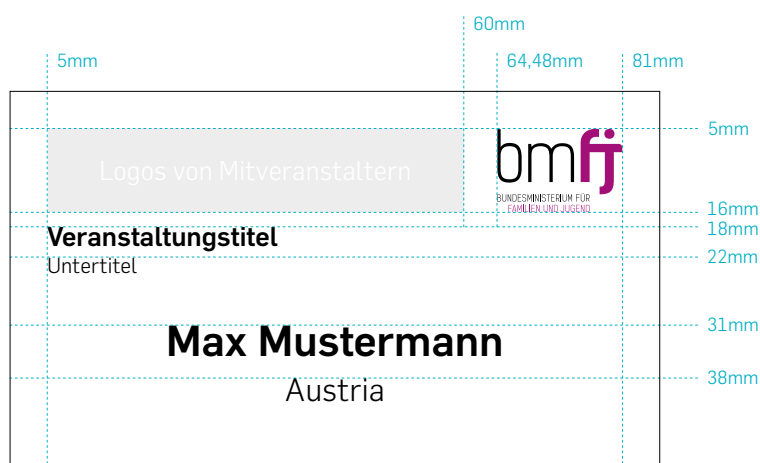 60mm
5mm
64,48mm
81mm
5mm
Logos von Mitveranstaltern
bmfj
BUNDESMINISTERIUM FÜR
FAMILIEN UND JUGEND
16mm
18mm
Veranstaltungstitel
22mm
Untertitel
31mm
Max Mustermann
38mm
Austria